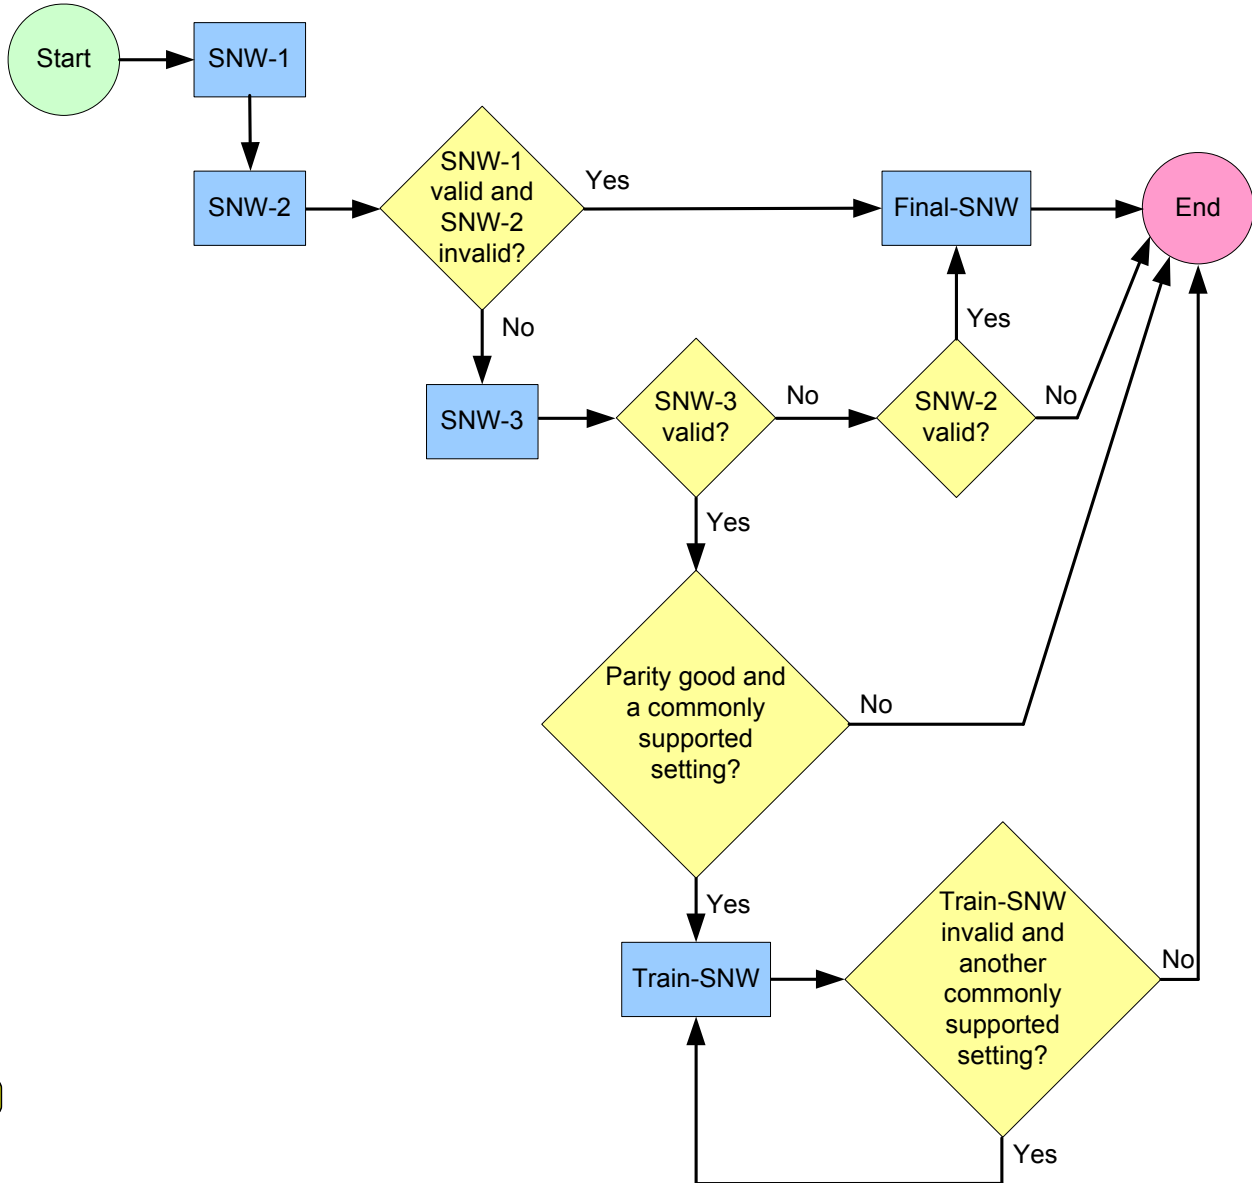 Start
SNW-1
SNW-2
SNW-1
valid and
SNW-2
invalid?
Yes
Final-SNW
End
No
SNW-3
SNW-3
valid?
No
SNW-2
valid?
Yes
No
Yes
Parity good and
a commonly
supported
setting?
No
Yes
Train-SNW
Train-SNW
invalid and
another
commonly
supported
setting?
No
Yes